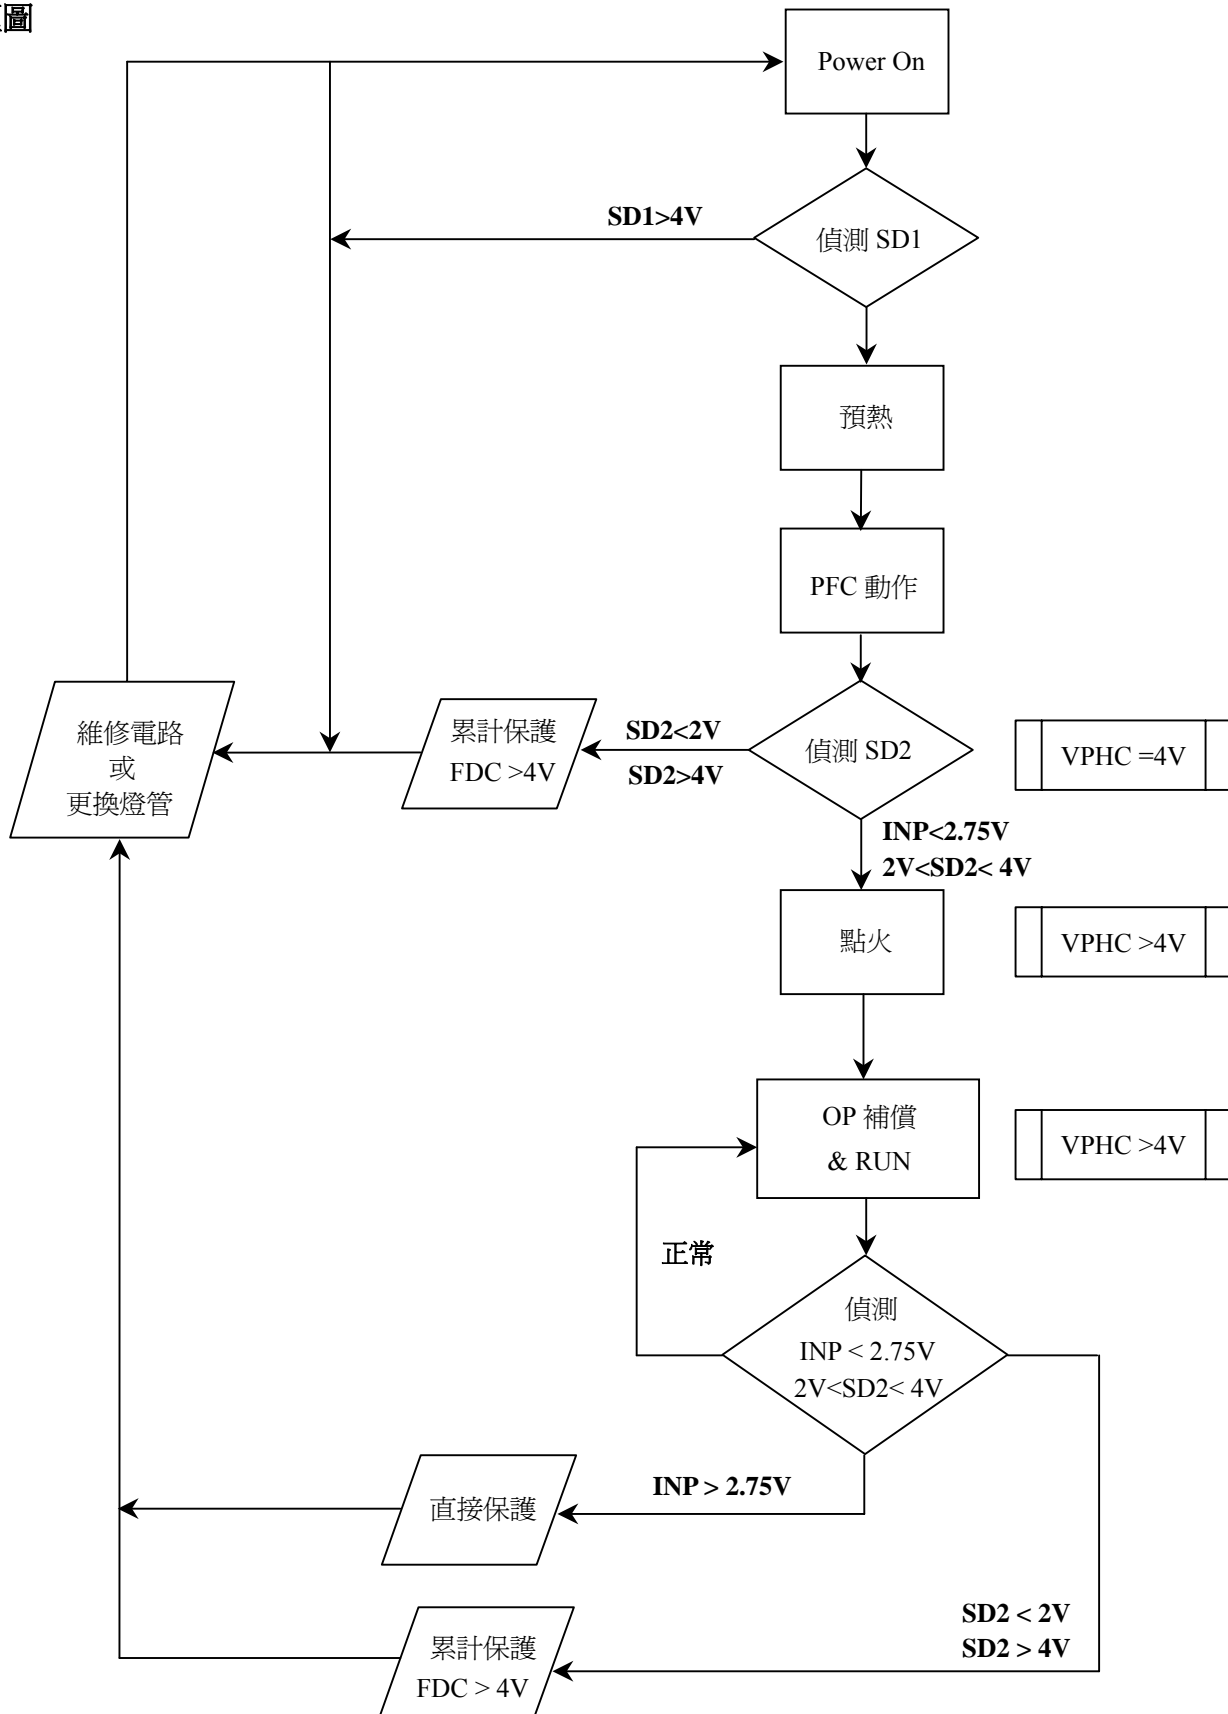 圖
Power On
SD1>4V
偵測 SD1
預熱
PFC 動作
維修電路
或
更換燈管
累計保護
FDC >4V
SD2<2V
SD2>4V
偵測 SD2
VPHC =4V
INP<2.75V
2V<SD2< 4V
點火
VPHC >4V
OP 補償
& RUN
VPHC >4V
正常
偵測
INP < 2.75V
2V<SD2< 4V
直接保護
INP > 2.75V
SD2 < 2V
SD2 > 4V
累計保護
FDC > 4V